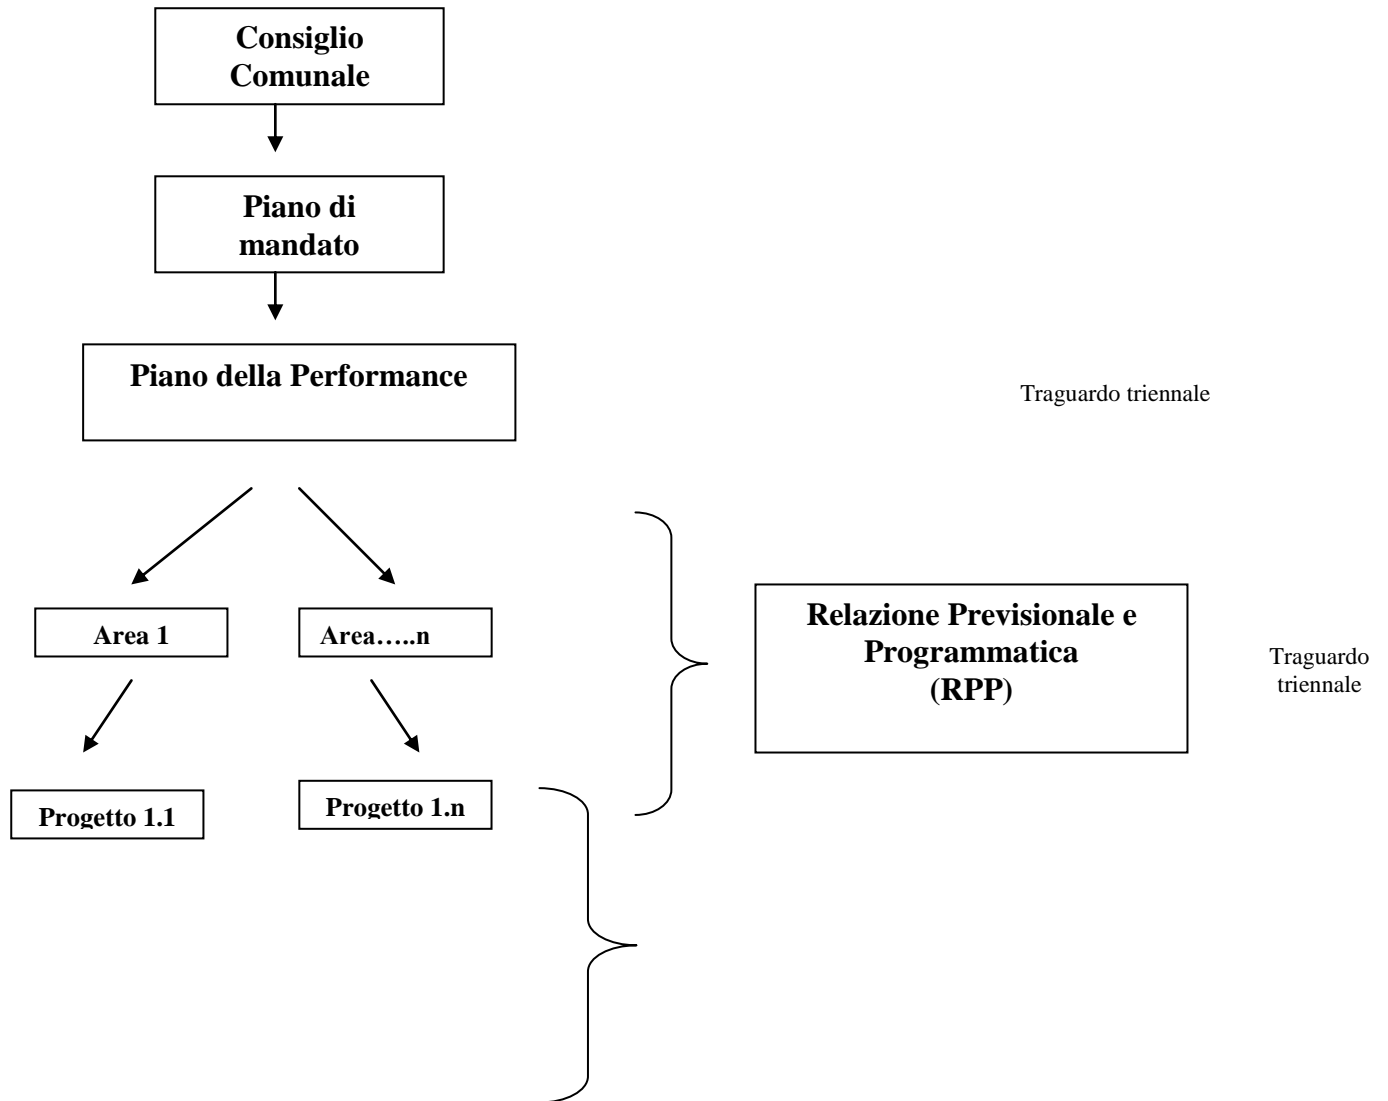 Consiglio
Comunale
Piano di
mandato
Piano della Performance
Traguardo triennale
Area 1
Area…..n
Relazione Previsionale e
Programmatica
(RPP)
Traguardo
triennale
Progetto 1.1
Progetto 1.n